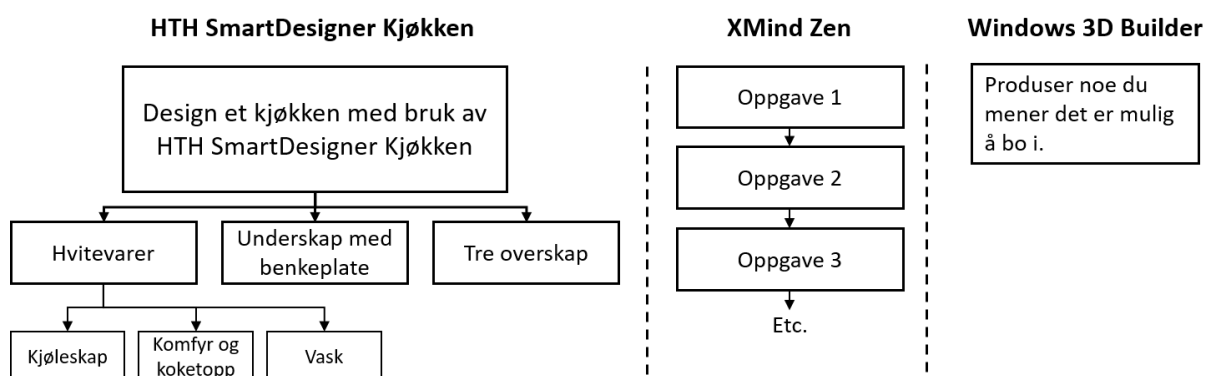 HTH SmartDesigner Kjøkken
Design et kjøkken med bruk av
HTH SmartDesigner Kjøkken
Hvitevarer
Underskap med
benkeplate
Tre overskap
Kjøleskap
Komfyr og
koketopp
Vask
XMind Zen
Oppgave 1
Oppgave 2
Oppgave 3
Etc.
Windows 3D Builder
Produser noe du
mener det er mulig
å bo i.